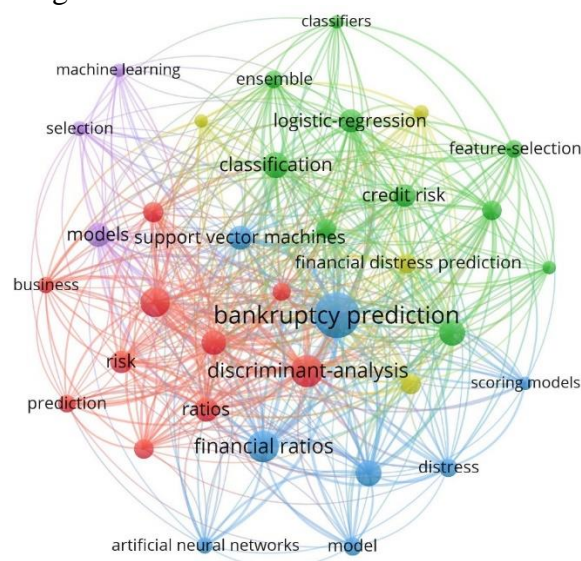 classifiers
machine learning
ensemble
selection
logistic-regression
feature-selection
classification
credit risk
models
support vector machines
financial distress prediction
business
bankruptcy prediction
risk
discriminant-analysis
scoring models
prediction
ratios
financial ratios
distress
artificial neural networks
model